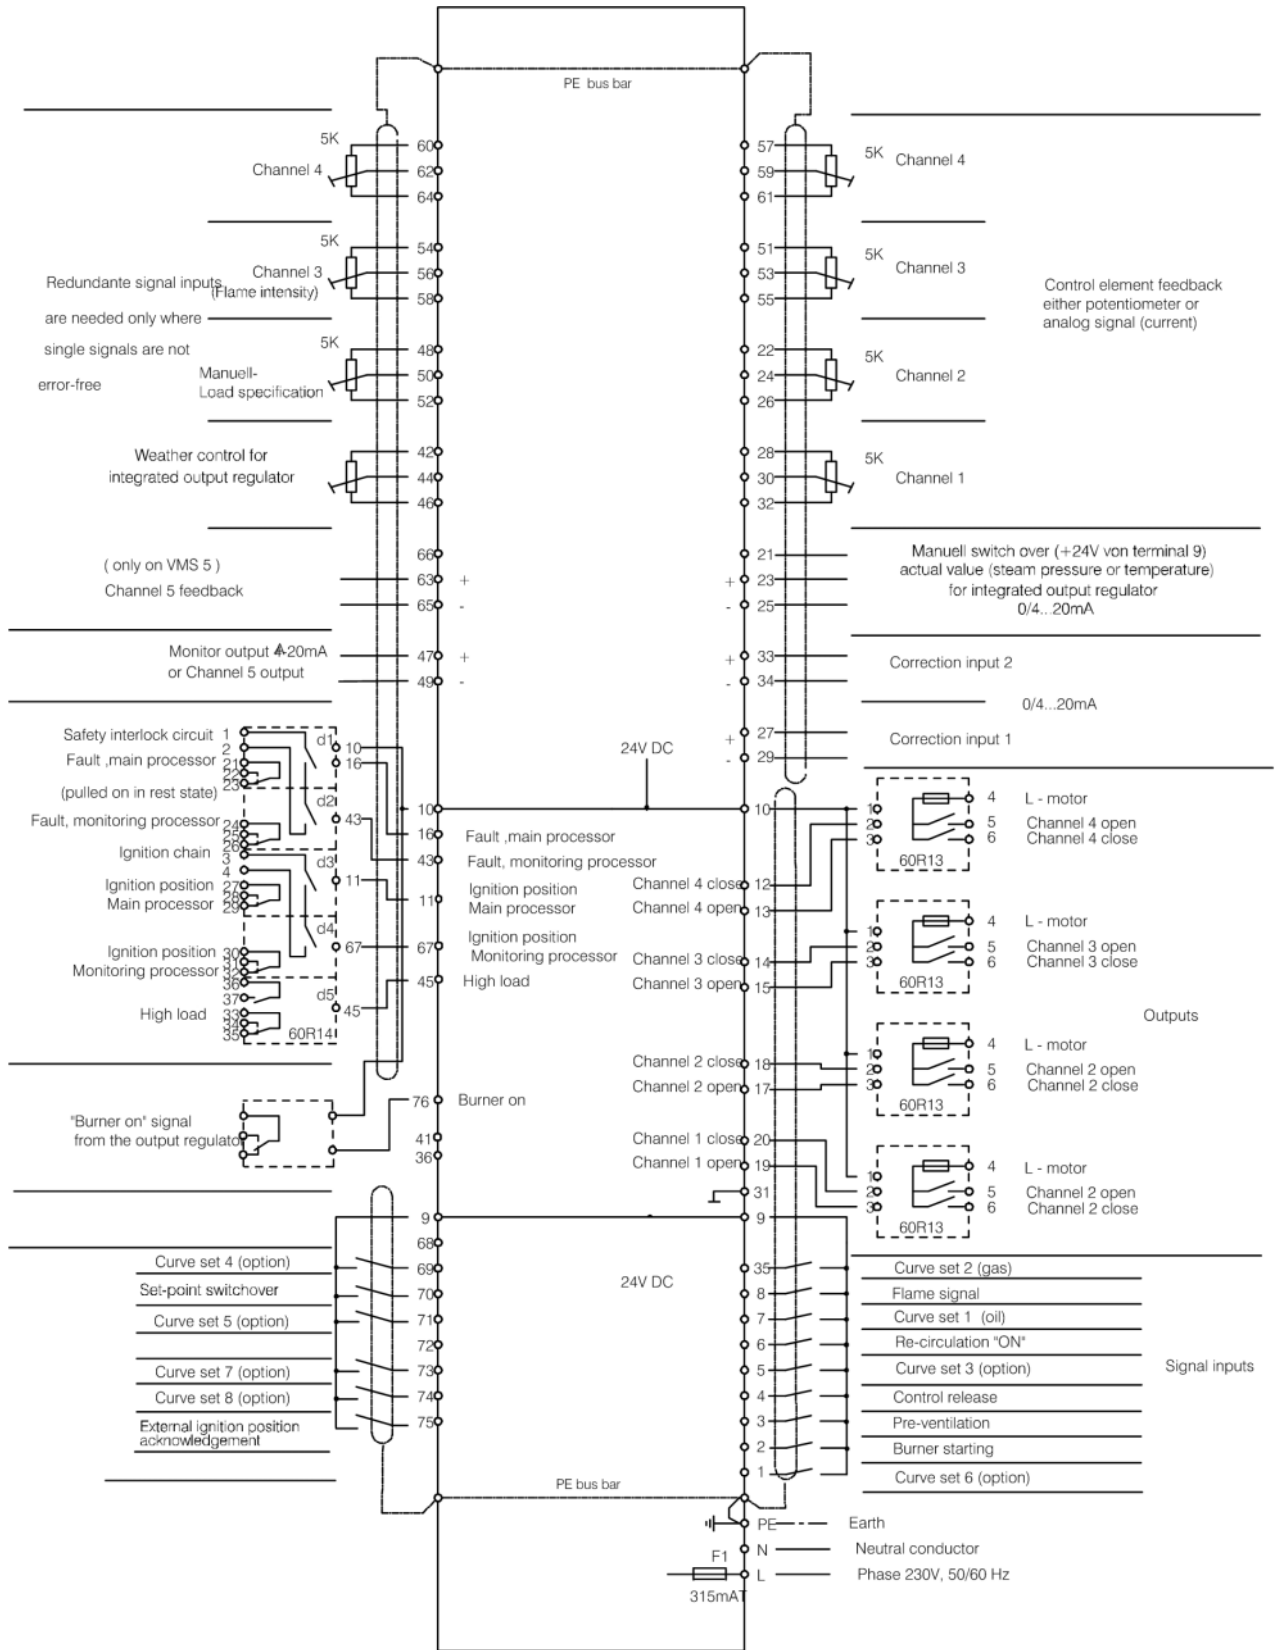 PE bus bar
5K
Channel 4
60
62
64
5K
Channel 3
(Flame intensity)
54
56
58
Redundante signal inputs
are needed only where
single signals are not
error-free
5K
Manuell-
Load specification
48
50
52
Weather control for
integrated output regulator
42
44
46
( only on VMS 5 )
Channel 5 feedback
66
63 +
65 -
Monitor output 4-20mA
or Channel 5 output
47 +
49 -
57
59
61
5K Channel 4
51
53
55
5K Channel 3
Control element feedback
either potentiometer or
analog signal (current)
22
24
26
5K Channel 2
28
30
32
5K Channel 1
21
+ 23
- 25
Manuell switch over (+24V von terminal 9)
actual value (steam pressure or temperature)
for integrated output regulator
0/4...20mA
+ 33
- 34
Correction input 2
0/4...20mA
+ 27
- 29
Correction input 1
24V DC
Safety interlock circuit 1
2
Fault ,main processor 21
22
23
(pulled on in rest state)
Fault, monitoring processor 24
25
26
Ignition chain 3
4
Ignition position 27
Main processor 28
29
Ignition position 30
Monitoring processor 31
32
36
37
High load 33
34
35
d1
d2
d3
d4
d5
60R14
10
16
43
11
67
45
10
16 Fault ,main processor
43 Fault, monitoring processor
11 Ignition position
Main processor
67 Ignition position
Monitoring processor
45 High load
"Burner on" signal
from the output regulator
76 Burner on
41
36
10
Channel 4 close 12
Channel 4 open 13
Channel 3 close 14
Channel 3 open 15
Channel 2 close 18
Channel 2 open 17
Channel 1 close 20
Channel 1 open 19
31
1
2
3
60R13
4 L - motor
5 Channel 4 open
6 Channel 4 close
1
2
3
60R13
4 L - motor
5 Channel 3 open
6 Channel 3 close
Outputs
1
2
3
60R13
4 L - motor
5 Channel 2 open
6 Channel 2 close
1
2
3
60R13
4 L - motor
5 Channel 2 open
6 Channel 2 close
9
68
Curve set 4 (option) 69
Set-point switchover 70
Curve set 5 (option) 71
72
Curve set 7 (option) 73
Curve set 8 (option) 74
External ignition position
acknowledgement
75
24V DC
9
35 Curve set 2 (gas)
8 Flame signal
7 Curve set 1 (oil)
6 Re-circulation "ON"
5 Curve set 3 (option)
4 Control release
3 Pre-ventilation
2 Burner starting
1 Curve set 6 (option)
Signal inputs
PE bus bar
PE Earth
N Neutral conductor
F1
L Phase 230V, 50/60 Hz
315mAT